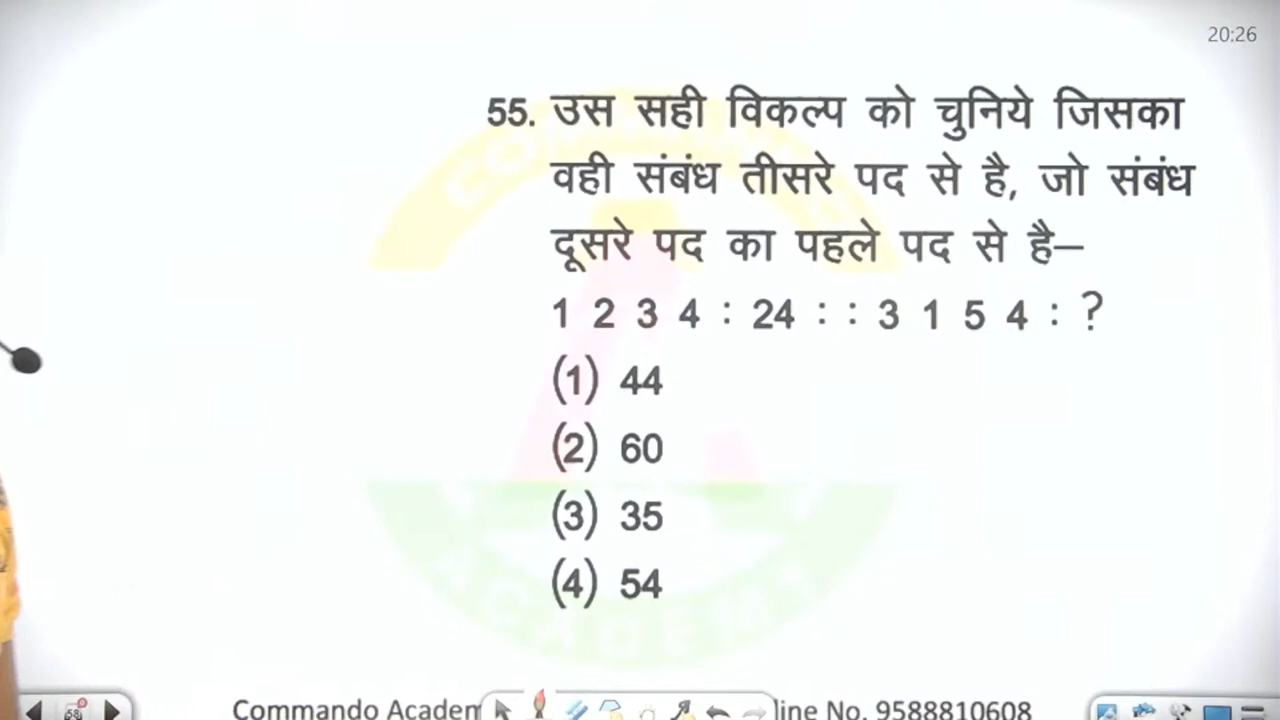 20:26
55. उस सही विकल्प को चुनिये जिसका
वही संबंध तीसरे पद से है, जो संबंध
दूसरे पद का पहले पद से है–
1 2 3 4 : 24 : : 3 1 5 4 : ?
(1) 44
(2) 60
(3) 35
(4) 54
ACADEMY
Commando Academ
line No. 9588810608